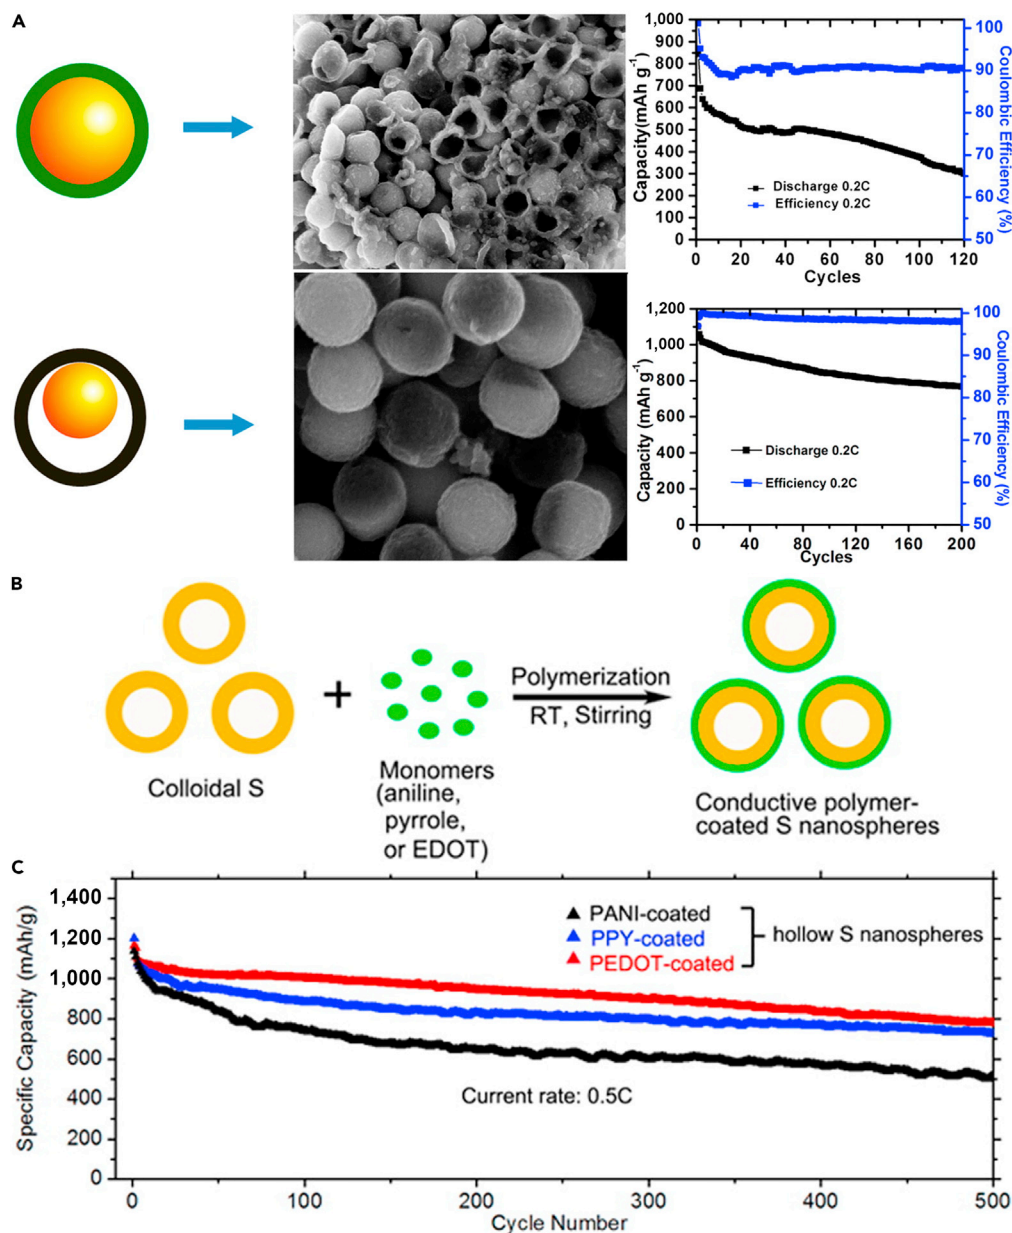 A
1,000
900
800
700
600
500
400
300
200
100
0
Capacity(mAh g-1)
Discharge 0.2C
Efficiency 0.2C
100
90
80
70
60
50
Coulombic Efficiency (%)
0 20 40 60 80 100 120
Cycles
1,200
1,000
800
600
400
200
0
Capacity (mAh g-1)
Discharge 0.2C
Efficiency 0.2C
100
95
90
85
80
75
70
65
60
55
50
Coulombic Efficiency (%)
0 40 80 120 160 200
Cycles
B
Colloidal S
+
Monomers
(aniline,
pyrrole,
or EDOT)
Polymerization
RT, Stirring
Conductive polymer-
coated S nanospheres
C
1,400
1,200
1,000
800
600
400
200
0
Specific Capacity (mAh/g)
PANI-coated
PPY-coated
PEDOT-coated
hollow S nanospheres
Current rate: 0.5C
0 100 200 300 400 500
Cycle Number